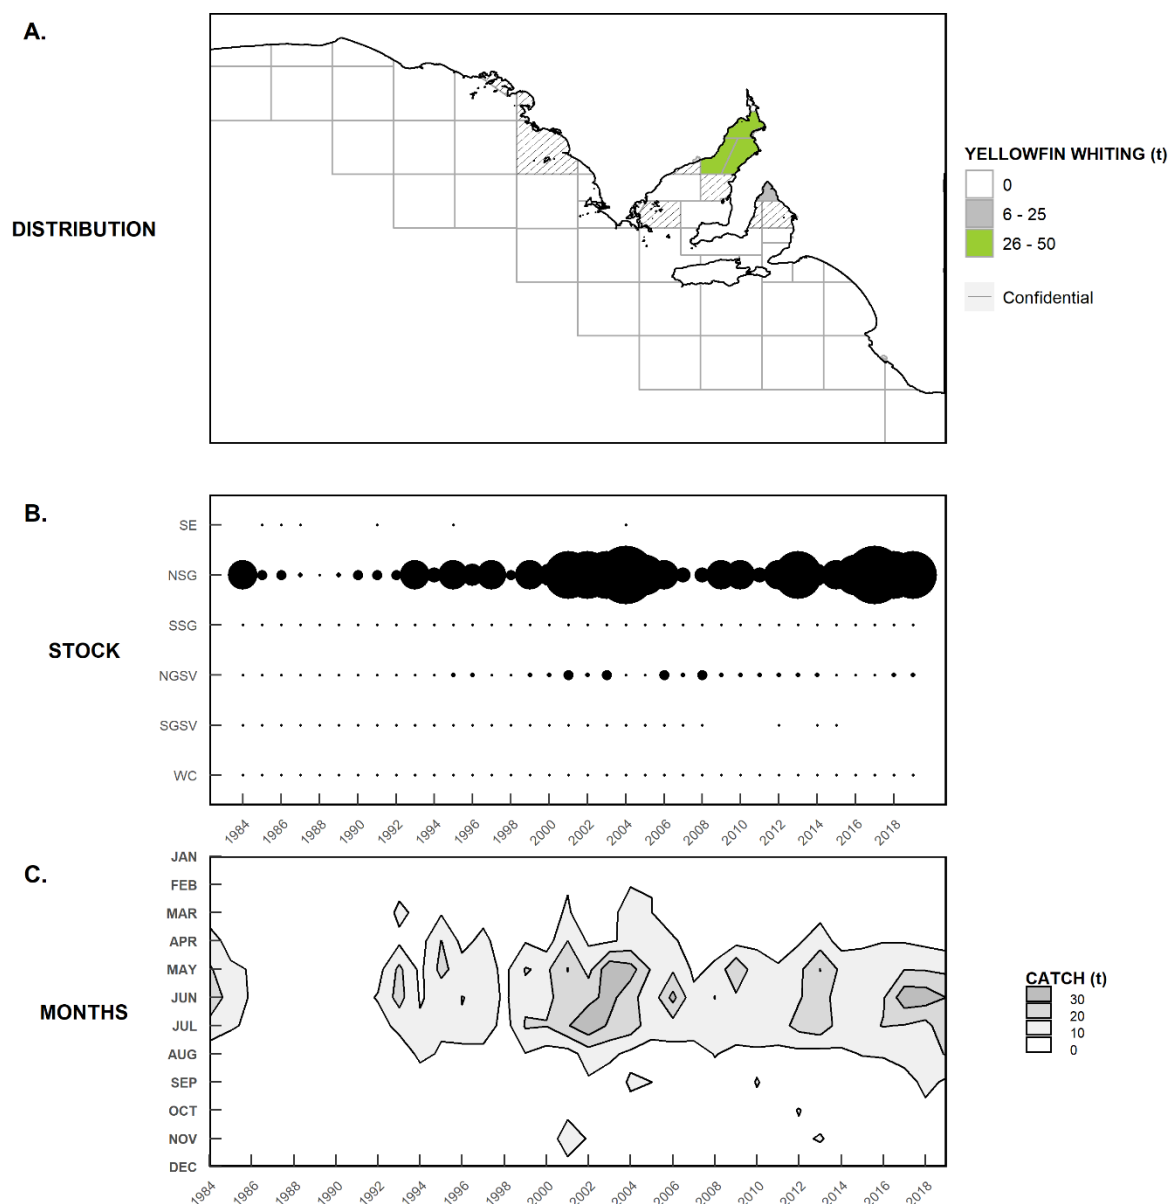 A.
DISTRIBUTION
YELLOWFIN WHITING (t)
0
6 - 25
26 - 50
Confidential
B.
STOCK
SE
NSG
SSG
NGSV
SGSV
WC
1984 1986 1988 1990 1992 1994 1996 1998 2000 2002 2004 2006 2008 2010 2012 2014 2016 2018
C.
MONTHS
JAN
FEB
MAR
APR
MAY
JUN
JUL
AUG
SEP
OCT
NOV
DEC
1984 1986 1988 1990 1992 1994 1996 1998 2000 2002 2004 2006 2008 2010 2012 2014 2016 2018
CATCH (t)
30
20
10
0